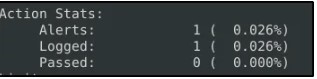 Action Stats:
Alerts: 1 ( 0.026%)
Logged: 1 ( 0.026%)
Passed: 0 ( 0.000%)